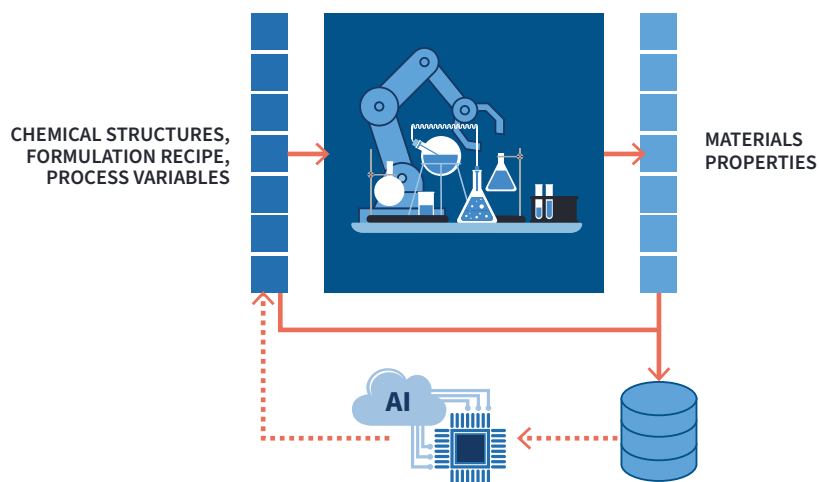 CHEMICAL STRUCTURES,
FORMULATION RECIPE,
PROCESS VARIABLES
MATERIALS
PROPERTIES
AI